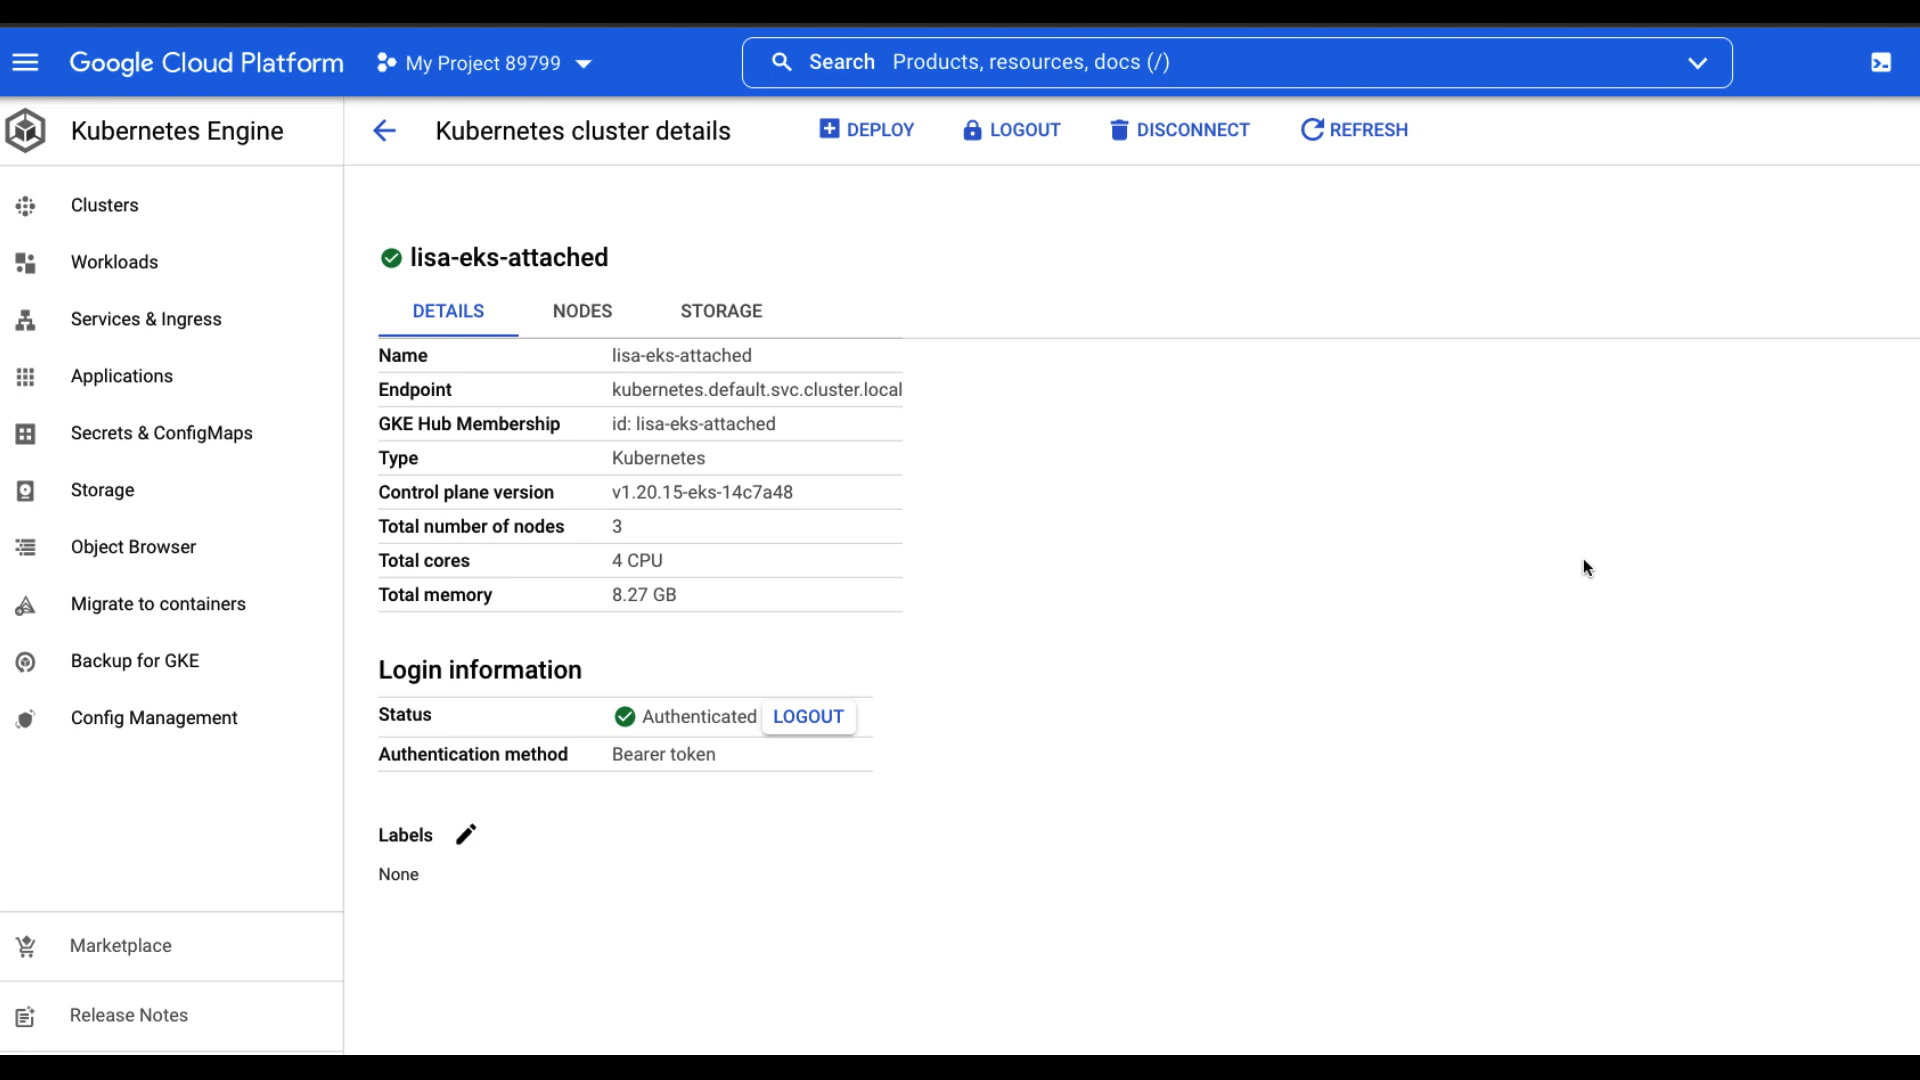 Google Cloud Platform My Project 89799 Search Products, resources, docs (/)
Kubernetes Engine
Kubernetes cluster details DEPLOY LOGOUT DISCONNECT REFRESH
Clusters
Workloads
Services & Ingress
Applications
Secrets & ConfigMaps
Storage
Object Browser
Migrate to containers
Backup for GKE
Config Management
Marketplace
Release Notes
lisa-eks-attached
DETAILS NODES STORAGE
Name lisa-eks-attached
Endpoint kubernetes.default.svc.cluster.local
GKE Hub Membership id: lisa-eks-attached
Type Kubernetes
Control plane version v1.20.15-eks-14c7a48
Total number of nodes 3
Total cores 4 CPU
Total memory 8.27 GB
Login information
Status Authenticated LOGOUT
Authentication method Bearer token
Labels
None